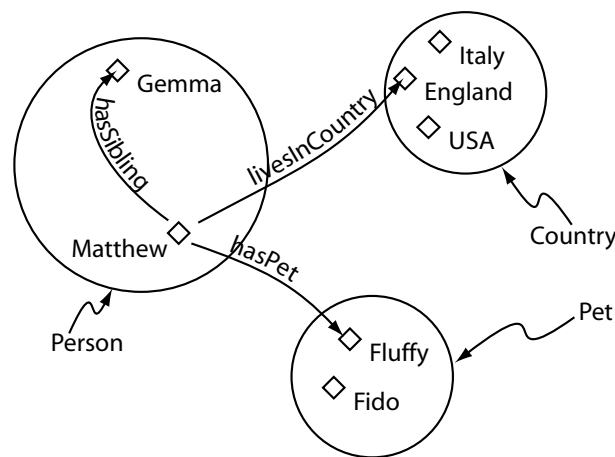 Italy
Gemma
England
hasSibling
livesInCountry
USA
Matthew
hasPet
Country
Person
Pet
Fluffy
Fido